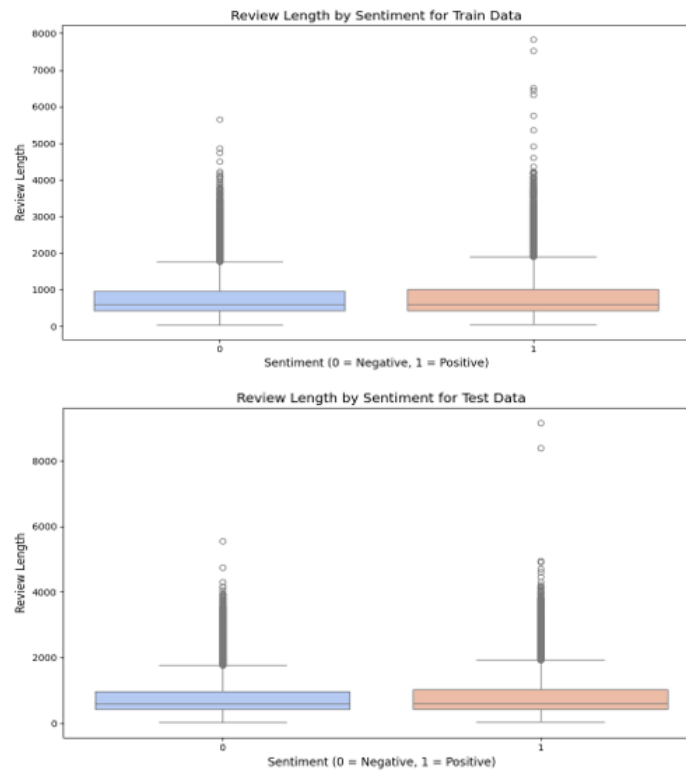 Review Length by Sentiment for Train Data
8000
7000
6000
5000
4000
3000
2000
1000
0
Review Length
0 1
Sentiment (0 = Negative, 1 = Positive)
Review Length by Sentiment for Test Data
8000
6000
4000
2000
0
Review Length
0 1
Sentiment (0 = Negative, 1 = Positive)